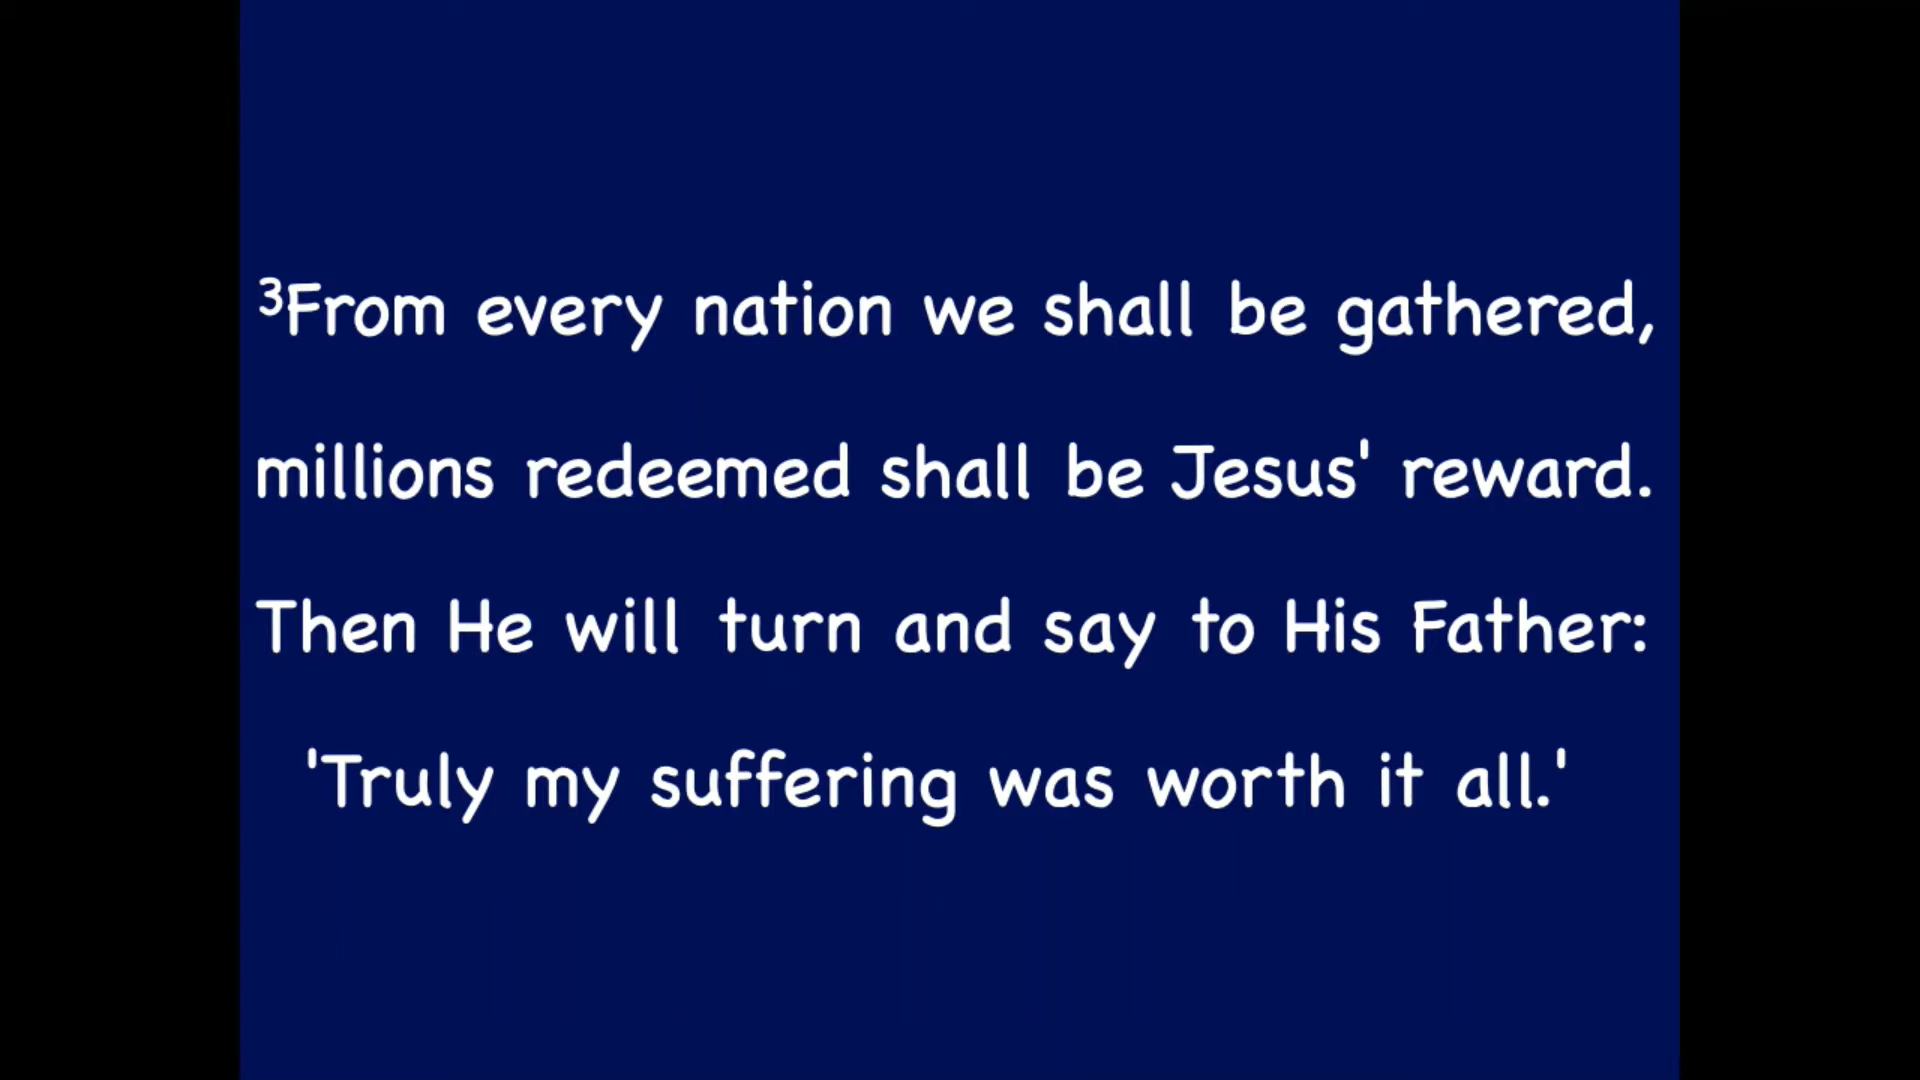 ³From every nation we shall be gathered,
millions redeemed shall be Jesus' reward.
Then He will turn and say to His Father:
'Truly my suffering was worth it all.'